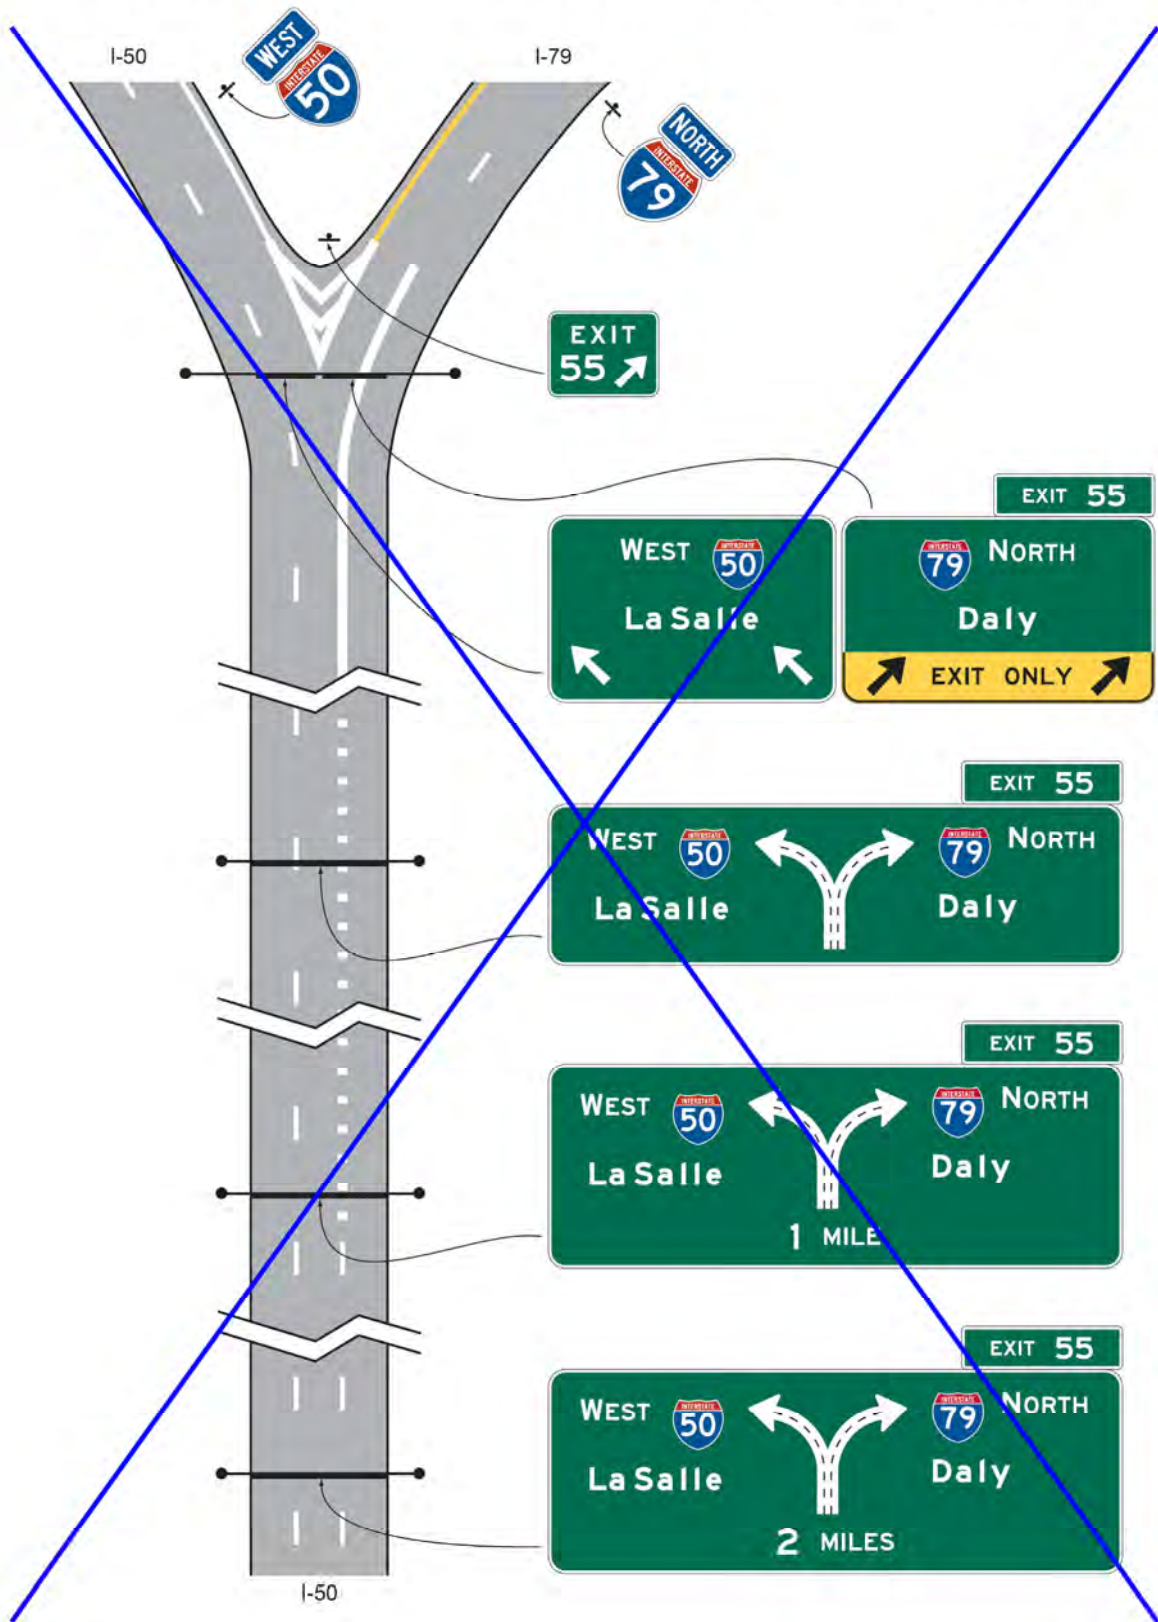 I-50
WEST
INTERSTATE
50
I-79
NORTH
INTERSTATE
79
EXIT
55
EXIT 55
WEST INTERSTATE 50
La Salle
INTERSTATE 79 NORTH
Daly
EXIT ONLY
EXIT 55
WEST INTERSTATE 50 INTERSTATE 79 NORTH
La Salle Daly
EXIT 55
WEST INTERSTATE 50 INTERSTATE 79 NORTH
La Salle Daly
1 MILE
EXIT 55
WEST INTERSTATE 50 INTERSTATE 79 NORTH
La Salle Daly
2 MILES
I-50